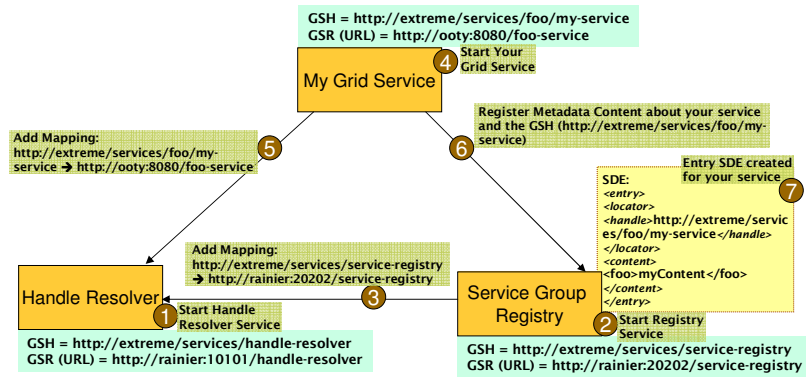 GSH = http://extreme/services/foo/my-service
GSR (URL) = http://ooty:8080/foo-service
4
Start Your
Grid Service
My Grid Service
Register Metadata Content about your service
and the GSH (http://extreme/services/foo/my-
service)
6
Add Mapping:
http://extreme/services/foo/my-
service ➔ http://ooty:8080/foo-service
5
Entry SDE created
for your service
7
SDE:
<entry>
<locator>
<handle>http://extreme/servic
es/foo/my-service</handle>
</locator>
<content>
<foo>myContent</foo>
</content>
</entry>
Add Mapping:
http://extreme/services/service-registry
➔ http://rainier:20202/service-registry
3
Handle Resolver
1
Start Handle
Resolver Service
GSH = http://extreme/services/handle-resolver
GSR (URL) = http://rainier:10101/handle-resolver
Service Group
Registry
2
Start Registry
Service
GSH = http://extreme/services/service-registry
GSR (URL) = http://rainier:20202/service-registry